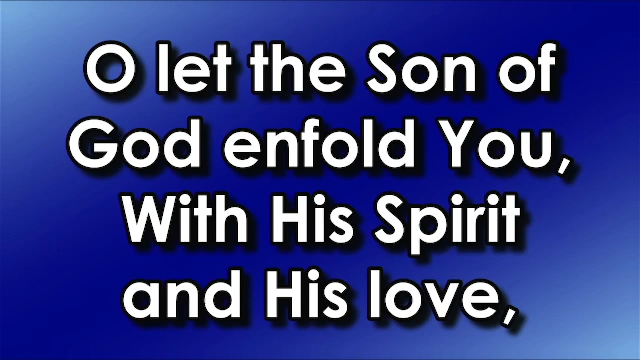 O let the Son of
God enfold You,
With His Spirit
and His love,